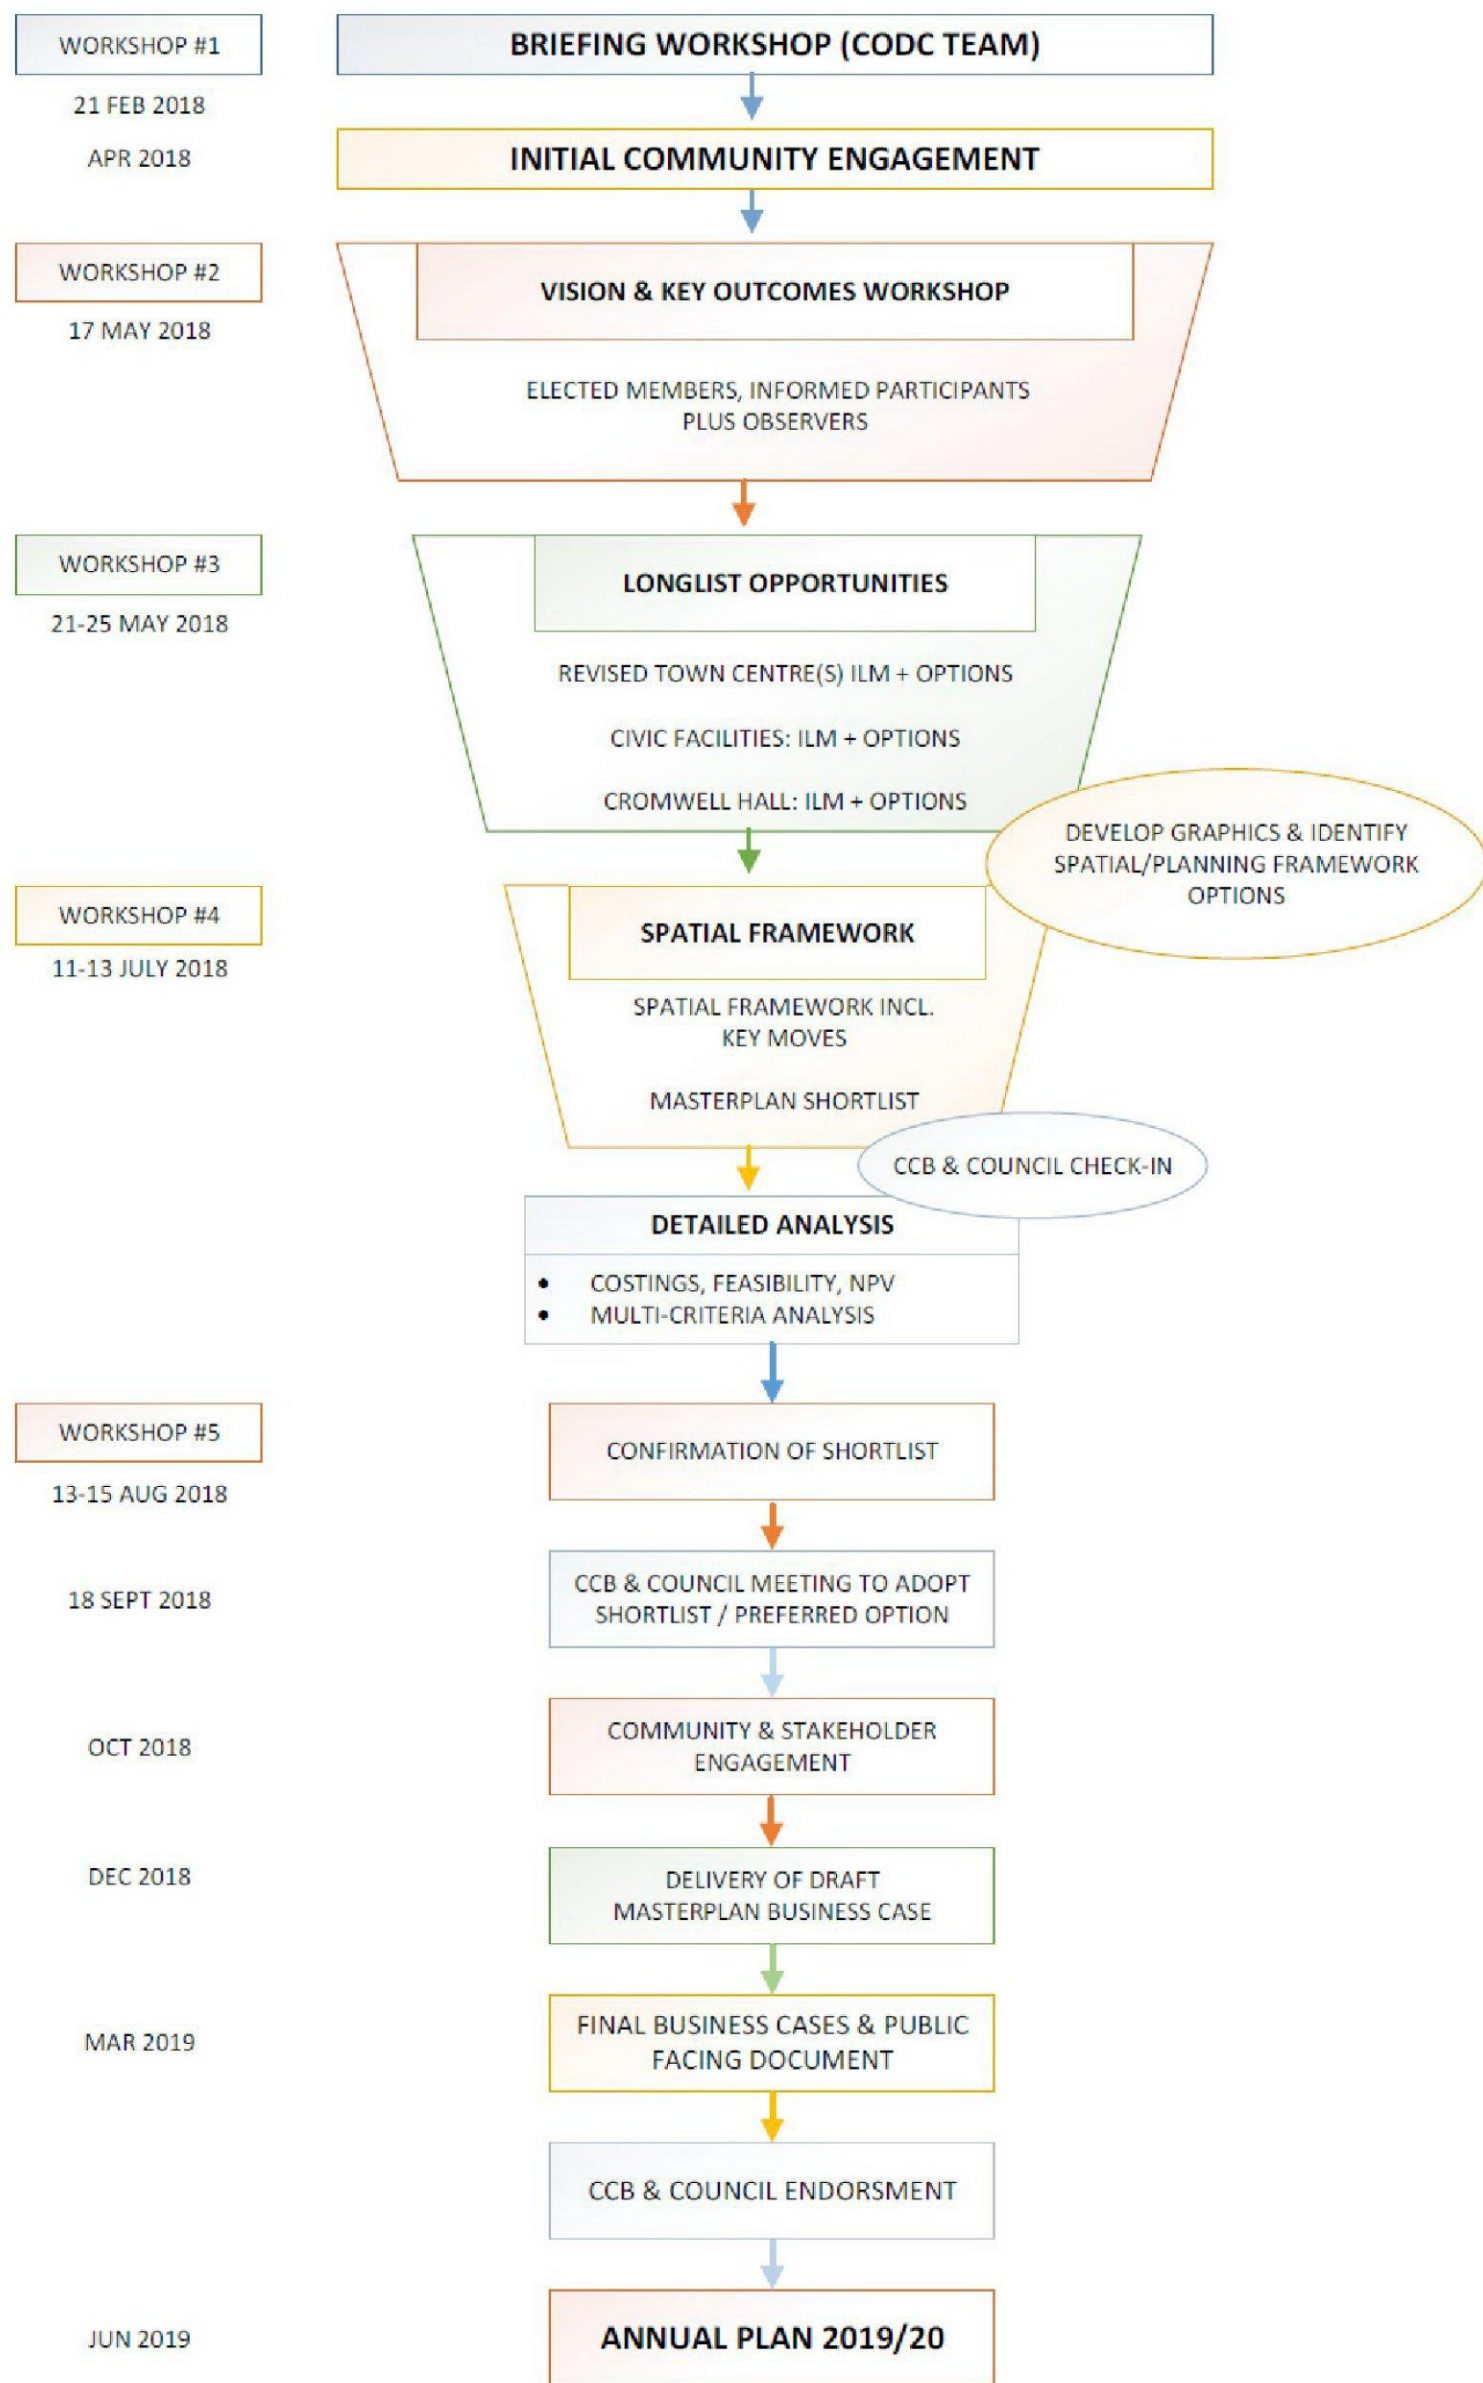 WORKSHOP #1
BRIEFING WORKSHOP (CODC TEAM)
21 FEB 2018
APR 2018
INITIAL COMMUNITY ENGAGEMENT
WORKSHOP #2
17 MAY 2018
VISION & KEY OUTCOMES WORKSHOP
ELECTED MEMBERS, INFORMED PARTICIPANTS
PLUS OBSERVERS
WORKSHOP #3
21-25 MAY 2018
LONGLIST OPPORTUNITIES
REVISED TOWN CENTRE(S) ILM + OPTIONS
CIVIC FACILITIES: ILM + OPTIONS
CROMWELL HALL: ILM + OPTIONS
DEVELOP GRAPHICS & IDENTIFY
SPATIAL/PLANNING FRAMEWORK
OPTIONS
WORKSHOP #4
11-13 JULY 2018
SPATIAL FRAMEWORK
SPATIAL FRAMEWORK INCL.
KEY MOVES
MASTERPLAN SHORTLIST
CCB & COUNCIL CHECK-IN
DETAILED ANALYSIS
• COSTINGS, FEASIBILITY, NPV
• MULTI-CRITERIA ANALYSIS
WORKSHOP #5
13-15 AUG 2018
CONFIRMATION OF SHORTLIST
18 SEPT 2018
CCB & COUNCIL MEETING TO ADOPT
SHORTLIST / PREFERRED OPTION
OCT 2018
COMMUNITY & STAKEHOLDER
ENGAGEMENT
DEC 2018
DELIVERY OF DRAFT
MASTERPLAN BUSINESS CASE
MAR 2019
FINAL BUSINESS CASES & PUBLIC
FACING DOCUMENT
CCB & COUNCIL ENDORSMENT
JUN 2019
ANNUAL PLAN 2019/20